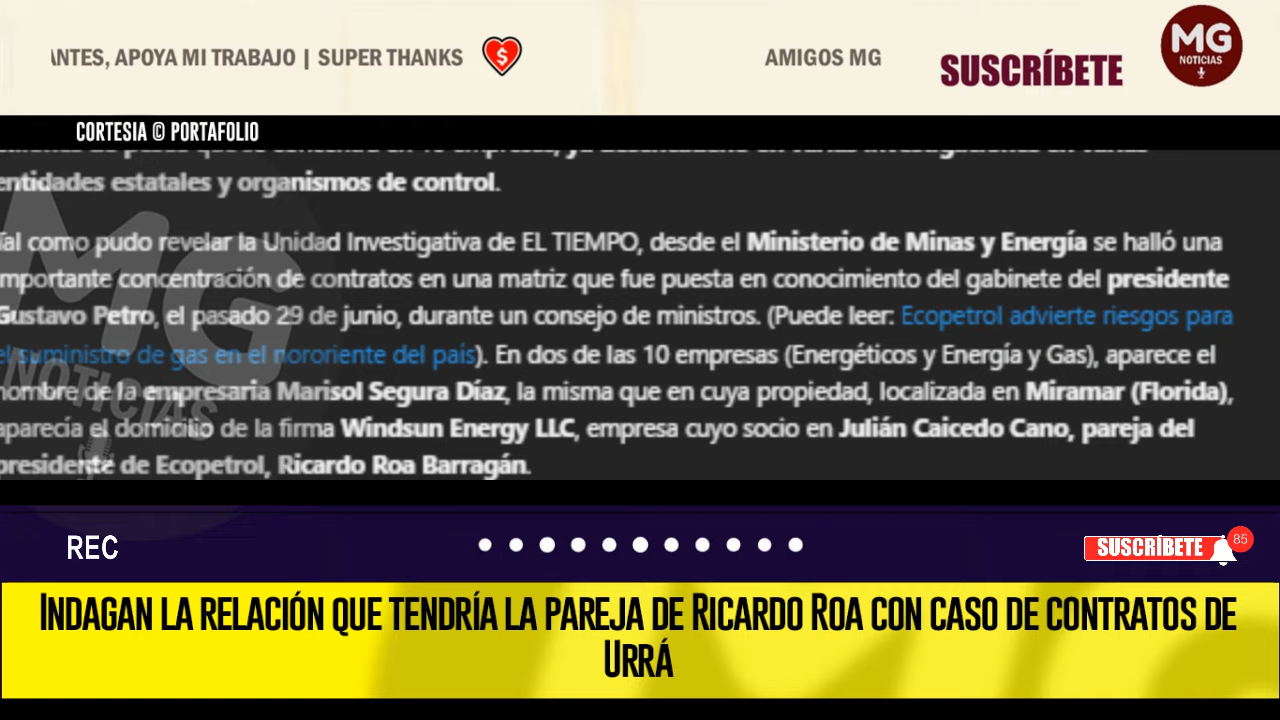 ANTES, APOYA MI TRABAJO | SUPER THANKS
AMIGOS MG
SUSCRÍBETE
MG
NOTICIAS
CORTESIA © PORTAFOLIO
entidades estatales y organismos de control.
Tal como pudo revelar la Unidad Investigativa de EL TIEMPO, desde el Ministerio de Minas y Energía se halló una
importante concentración de contratos en una matriz que fue puesta en conocimiento del gabinete del presidente
Gustavo Petro, el pasado 29 de junio, durante un consejo de ministros. (Puede leer: Ecopetrol advierte riesgos para
el suministro de gas en el nororiente del país). En dos de las 10 empresas (Energéticos y Energía y Gas), aparece el
nombre de la empresaria Marisol Segura Díaz, la misma que en cuya propiedad, localizada en Miramar (Florida),
aparecía el domicilio de la firma Windsun Energy LLC, empresa cuyo socio en Julián Caicedo Cano, pareja del
presidente de Ecopetrol, Ricardo Roa Barragán.
MG
NOTICIAS
REC
SUSCRÍBETE
85
INDAGAN LA RELACIÓN QUE TENDRÍA LA PAREJA DE RICARDO ROA CON CASO DE CONTRATOS DE
URRÁ